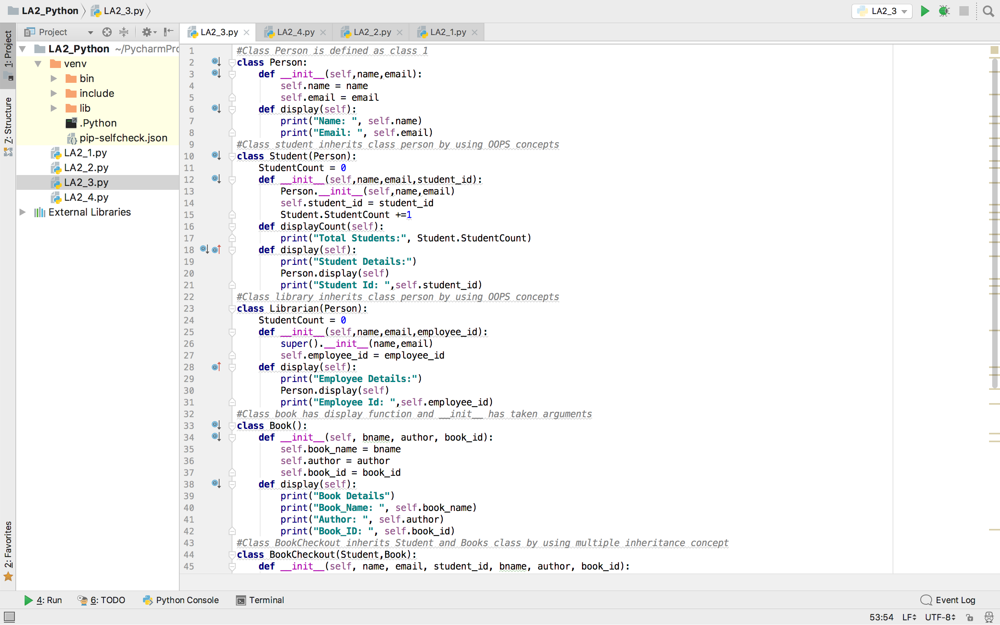 LA2_Python LA2_3.py LA2_3
Project LA2_3.py LA2_4.py LA2_2.py LA2_1.py
1: Project
7: Structure
2: Favorites
LA2_Python ~/PycharmPro
venv
bin
include
lib
.Python
pip-selfcheck.json
LA2_1.py
LA2_2.py
LA2_3.py
LA2_4.py
External Libraries
1 #Class Person is defined as class 1
2 class Person:
3     def __init__(self,name,email):
4         self.name = name
5         self.email = email
6     def display(self):
7         print("Name: ", self.name)
8         print("Email: ", self.email)
9 #Class student inherits class person by using OOPS concepts
10 class Student(Person):
11     StudentCount = 0
12     def __init__(self,name,email,student_id):
13         Person.__init__(self,name,email)
14         self.student_id = student_id
15         Student.StudentCount +=1
16     def displayCount(self):
17         print("Total Students:", Student.StudentCount)
18     def display(self):
19         print("Student Details:")
20         Person.display(self)
21         print("Student Id: ",self.student_id)
22 #Class library inherits class person by using OOPS concepts
23 class Librarian(Person):
24     StudentCount = 0
25     def __init__(self,name,email,employee_id):
26         super().__init__(name,email)
27         self.employee_id = employee_id
28     def display(self):
29         print("Employee Details:")
30         Person.display(self)
31         print("Employee Id: ",self.employee_id)
32 #Class book has display function and __init__ has taken arguments
33 class Book():
34     def __init__(self, bname, author, book_id):
35         self.book_name = bname
36         self.author = author
37         self.book_id = book_id
38     def display(self):
39         print("Book Details")
40         print("Book_Name: ", self.book_name)
41         print("Author: ", self.author)
42         print("Book_ID: ", self.book_id)
43 #Class BookCheckout inherits Student and Books class by using multiple inheritance concept
44 class BookCheckout(Student,Book):
45     def __init__(self, name, email, student_id, bname, author, book_id):
4: Run 6: TODO Python Console Terminal Event Log
53:54 LF UTF-8